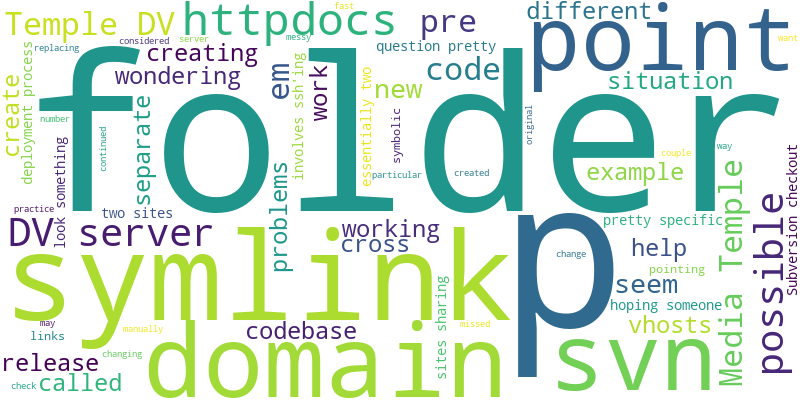 fast
Temple DV
httpdocs
pre
different
want
replacing
considered
server
messy
question pretty
point
creating
wondering
em
code
situation
create
deployment process
folder
number
continued
separate
work
involves ssh'ing
essentially two
new
symbolic
original
couple
way
example
particular
created
look something
practice
two sites
problems
pretty specific
Media Temple
possible
Subversion checkout
DV server
working
cross
p
symlink
help
change
pointing
seem
hoping someone
sites sharing
may
links
manually
codebase
missed
vhosts
release
changing
domain
svn
check
called